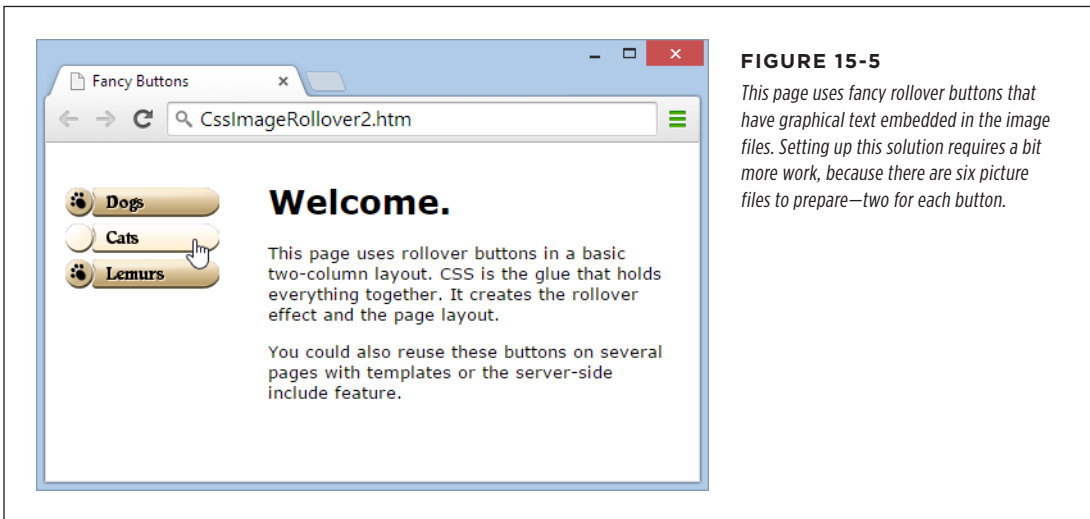 Fancy Buttons
CssImageRollover2.htm
Dogs
Cats
Lemurs
Welcome.
This page uses rollover buttons in a basic
two-column layout. CSS is the glue that holds
everything together. It creates the rollover
effect and the page layout.
You could also reuse these buttons on several
pages with templates or the server-side
include feature.
FIGURE 15-5
This page uses fancy rollover buttons that
have graphical text embedded in the image
files. Setting up this solution requires a bit
more work, because there are six picture
files to prepare—two for each button.